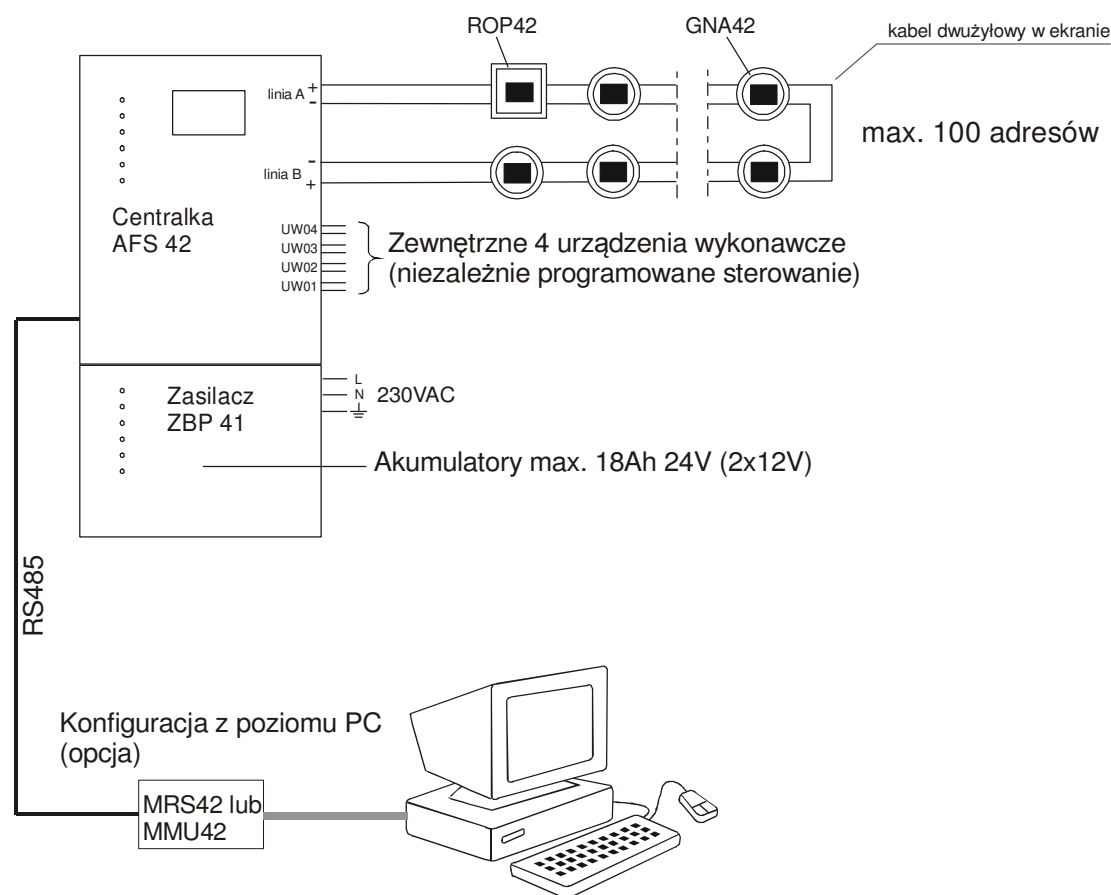 ROP42
GNA42
kabel dwużyłowy w ekranie
linia A
+
-
max. 100 adresów
linia B
-
+
Centralka
AFS 42
UW04
UW03
UW02
UW01
Zewnętrzne 4 urządzenia wykonawcze
(niezależnie programowane sterowanie)
Zasilacz
ZBP 41
L
N
230VAC
Akumulatory max. 18Ah 24V (2x12V)
RS485
Konfiguracja z poziomu PC
(opcja)
MRS42 lub
MMU42